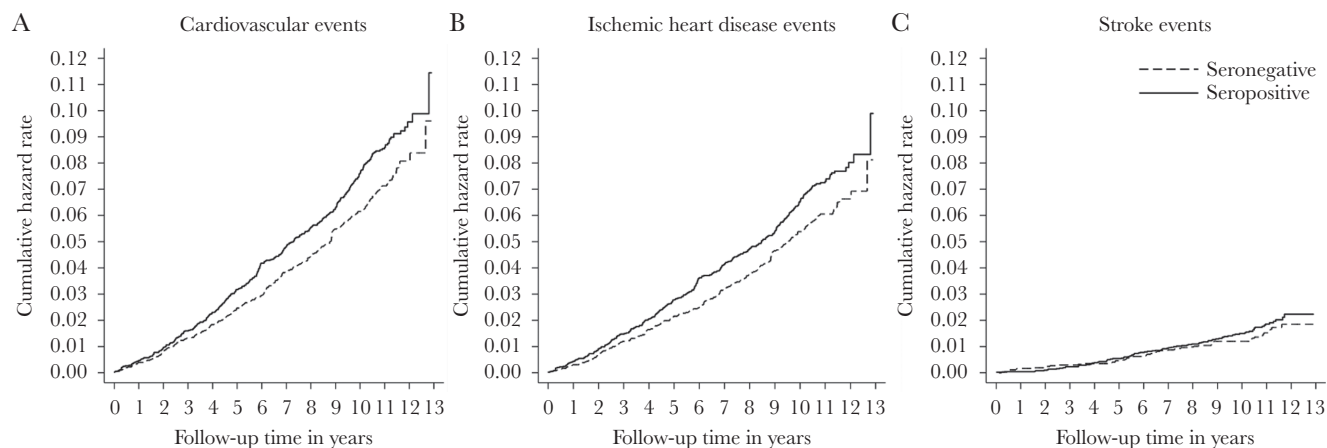 A Cardiovascular events
Cumulative hazard rate
0.12
0.11
0.10
0.09
0.08
0.07
0.06
0.05
0.04
0.03
0.02
0.01
0.00
0 1 2 3 4 5 6 7 8 9 10 11 12 13
Follow-up time in years
B Ischemic heart disease events
Cumulative hazard rate
0.12
0.11
0.10
0.09
0.08
0.07
0.06
0.05
0.04
0.03
0.02
0.01
0.00
0 1 2 3 4 5 6 7 8 9 10 11 12 13
Follow-up time in years
C Stroke events
Cumulative hazard rate
0.12
0.11
0.10
0.09
0.08
0.07
0.06
0.05
0.04
0.03
0.02
0.01
0.00
Seronegative
Seropositive
0 1 2 3 4 5 6 7 8 9 10 11 12 13
Follow-up time in years